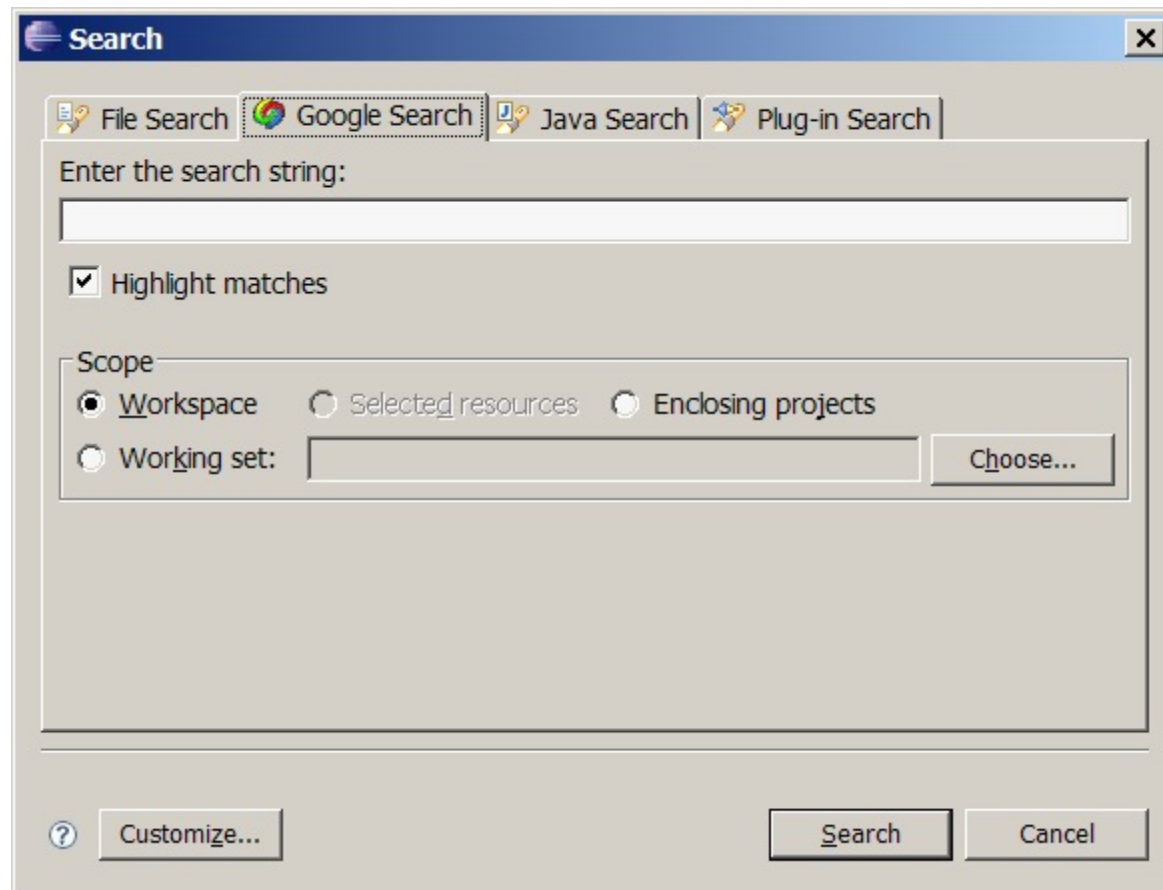 Search
File Search Google Search Java Search Plug-in Search
Enter the search string:
Highlight matches
Scope
Workspace Selected resources Enclosing projects
Working set: Choose...
? Customize... Search Cancel